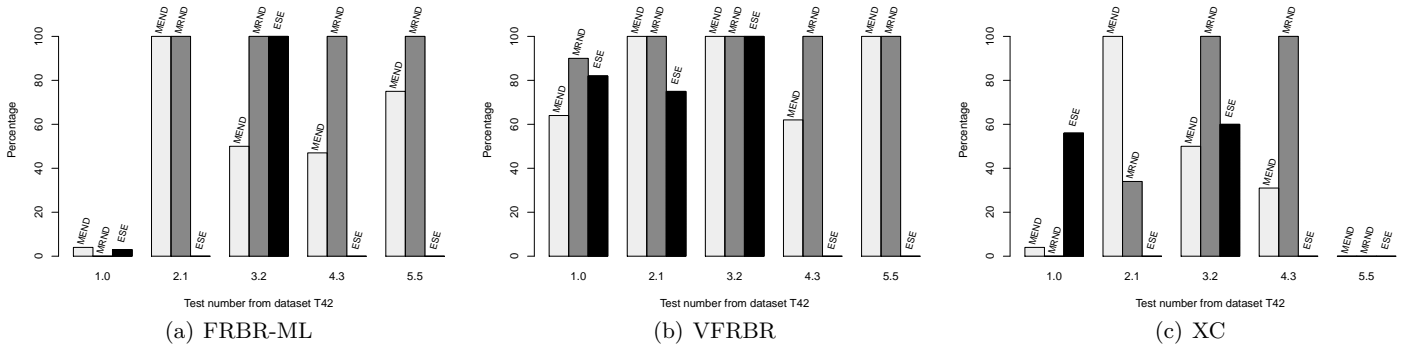 Percentage
0 20 40 60 80 100
MEND MRND ESE
MEND MRND ESE
MEND MRND ESE
MEND MRND ESE
MEND MRND ESE
1.0 2.1 3.2 4.3 5.5
Test number from dataset T42
(a) FRBR-ML
Percentage
0 20 40 60 80 100
MEND MRND ESE
MEND MRND ESE
MEND MRND ESE
MEND MRND ESE
MEND MRND ESE
1.0 2.1 3.2 4.3 5.5
Test number from dataset T42
(b) VFRBR
Percentage
0 20 40 60 80 100
MEND MRND ESE
MEND MRND ESE
MEND MRND ESE
MEND MRND ESE
MEND MRND ESE
1.0 2.1 3.2 4.3 5.5
Test number from dataset T42
(c) XC